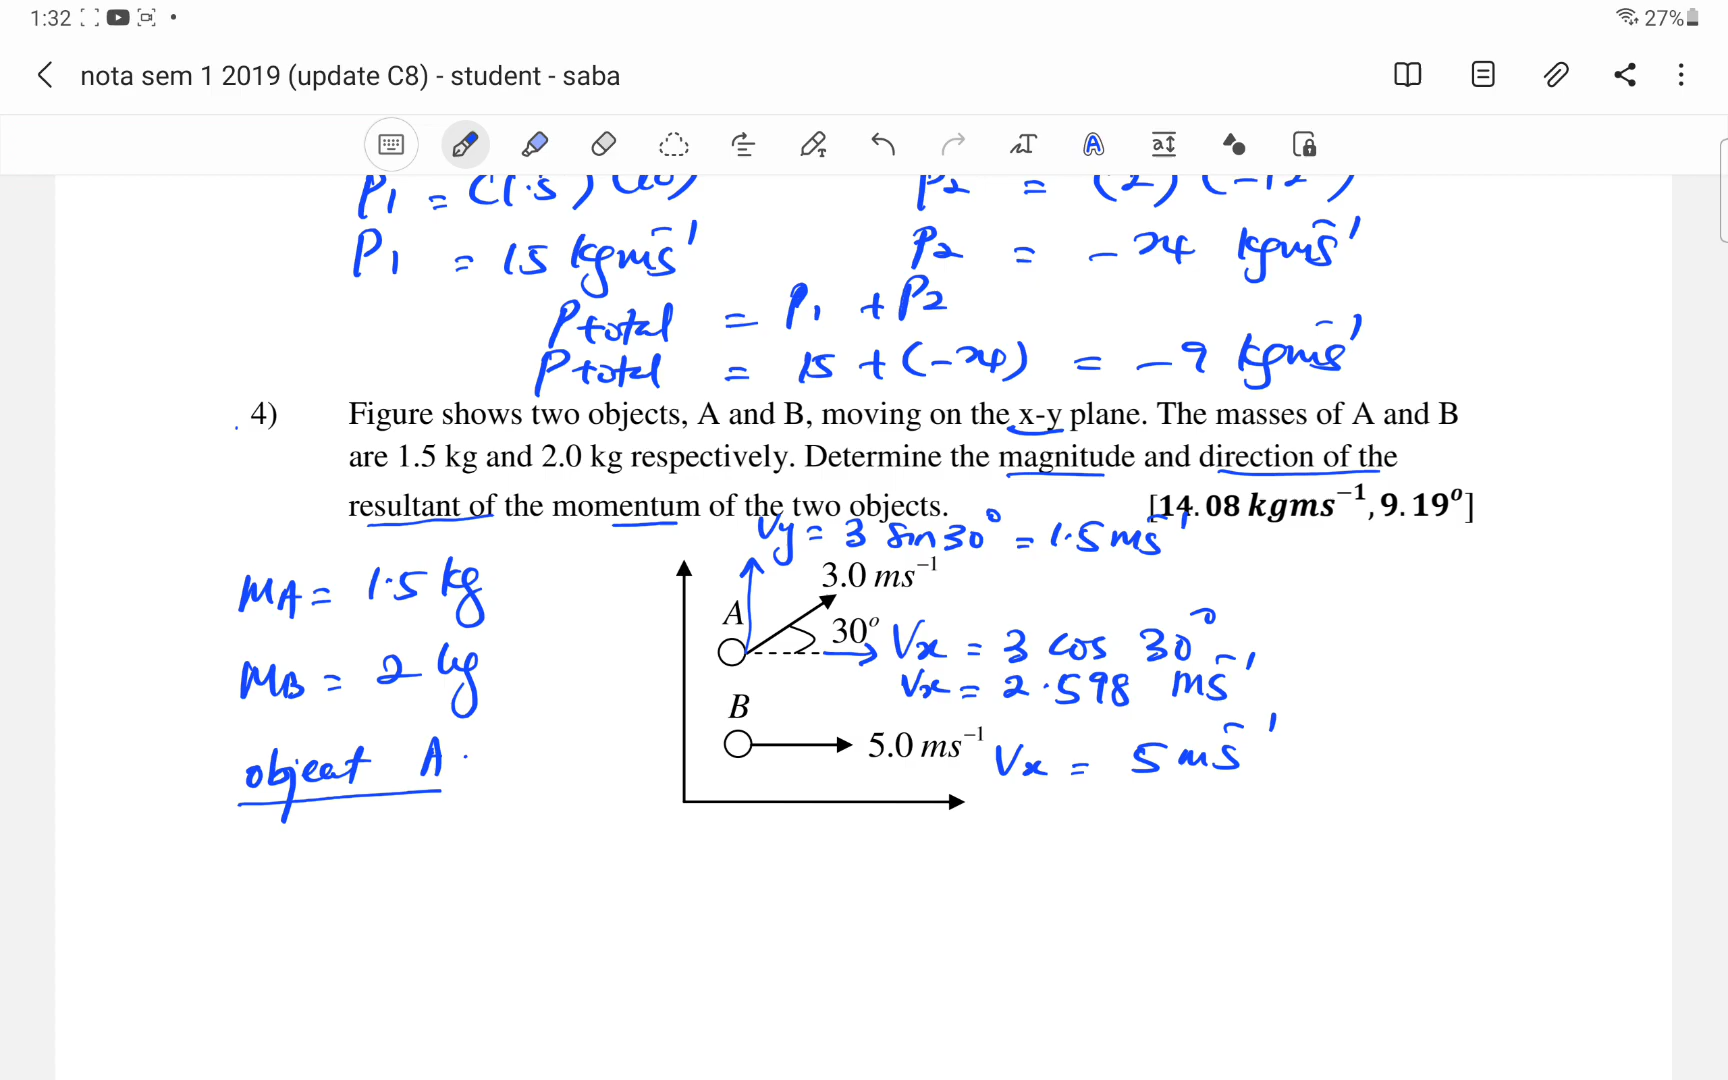 1:32
27%
nota sem 1 2019 (update C8) - student - saba
P1 = (1.5)(10)
P2 = (2)(-12)
P1 = 15 kgms⁻¹
P2 = -24 kgms⁻¹
Ptotal = P1 + P2
Ptotal = 15 + (-24) = -9 kgms⁻¹
4) Figure shows two objects, A and B, moving on the x-y plane. The masses of A and B
are 1.5 kg and 2.0 kg respectively. Determine the magnitude and direction of the
resultant of the momentum of the two objects. [14.08 kgms⁻¹, 9.19°]
Vy = 3 sin 30° = 1.5 ms⁻¹
MA = 1.5 kg
3.0 ms⁻¹
A
30° Vx = 3 cos 30°
MB = 2 kg
Vx = 2.598 ms⁻¹
B
5.0 ms⁻¹ Vx = 5 ms⁻¹
object A.